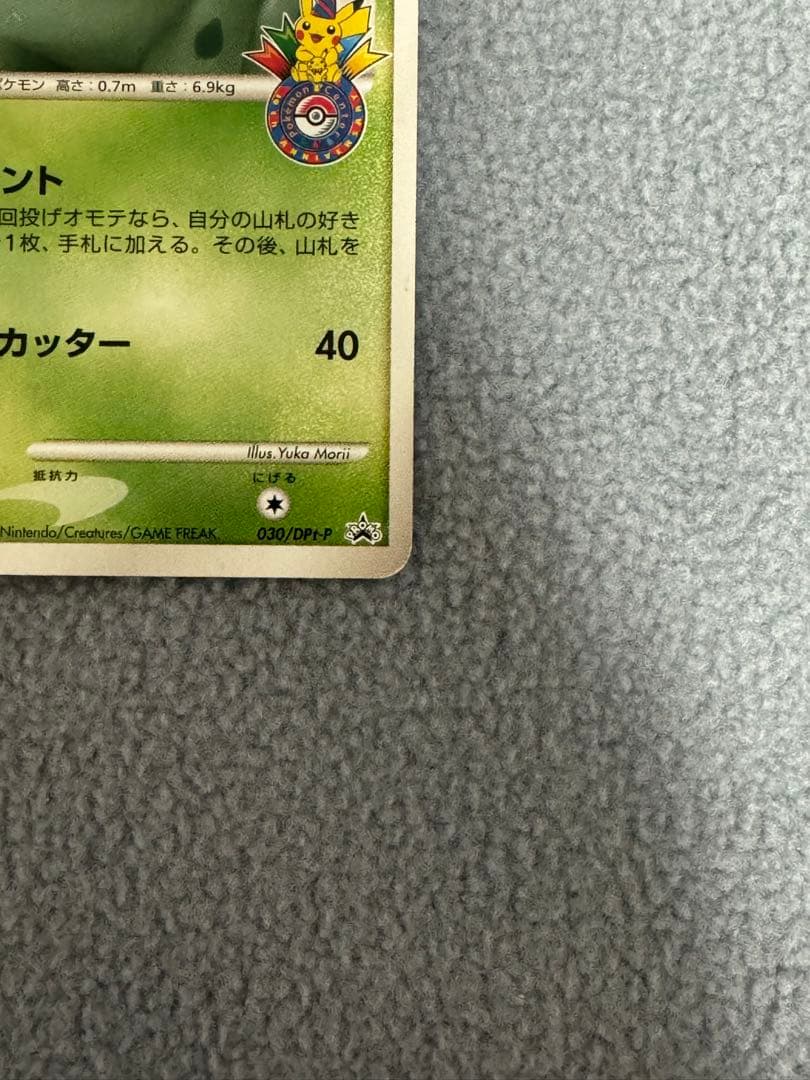 ポケモン 高さ：0.7m 重さ：6.9kg
Pokémon Center
ント
回投げオモテなら、自分の山札の好き
1枚、手札に加える。その後、山札を
カッター 40
Illus.Yuka Morii
抵抗力 にげる
Nintendo/Creatures/GAME FREAK. 030/DPt-P
PROMO